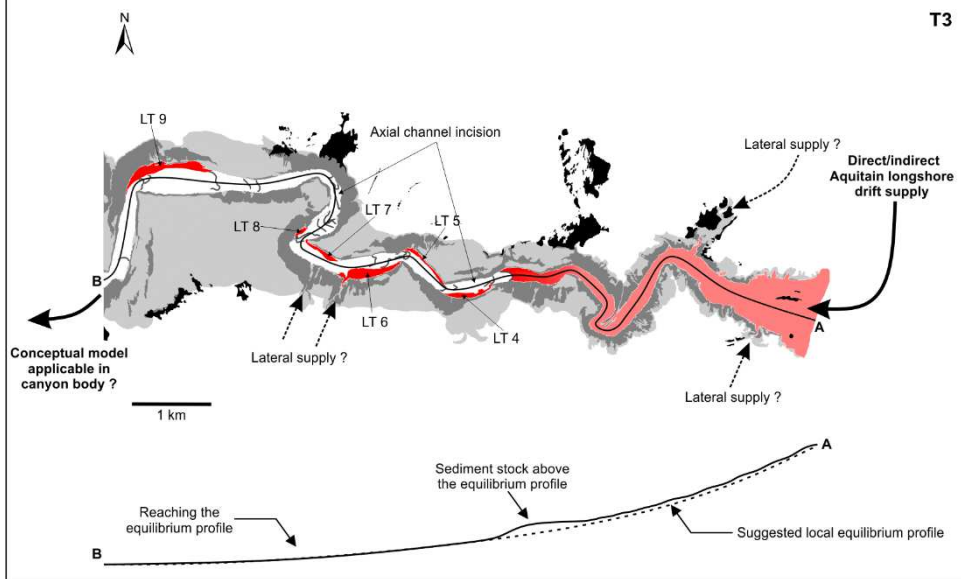 N
T3
LT 9
Axial channel incision
Lateral supply ?
Direct/indirect
Aquitain longshore
drift supply
LT 8
LT 7
LT 5
B
A
LT 6
LT 4
Lateral supply ?
Lateral supply ?
Conceptual model
applicable in
canyon body ?
1 km
A
Sediment stock above
the equilibrium profile
Reaching the
equilibrium profile
Suggested local equilibrium profile
B